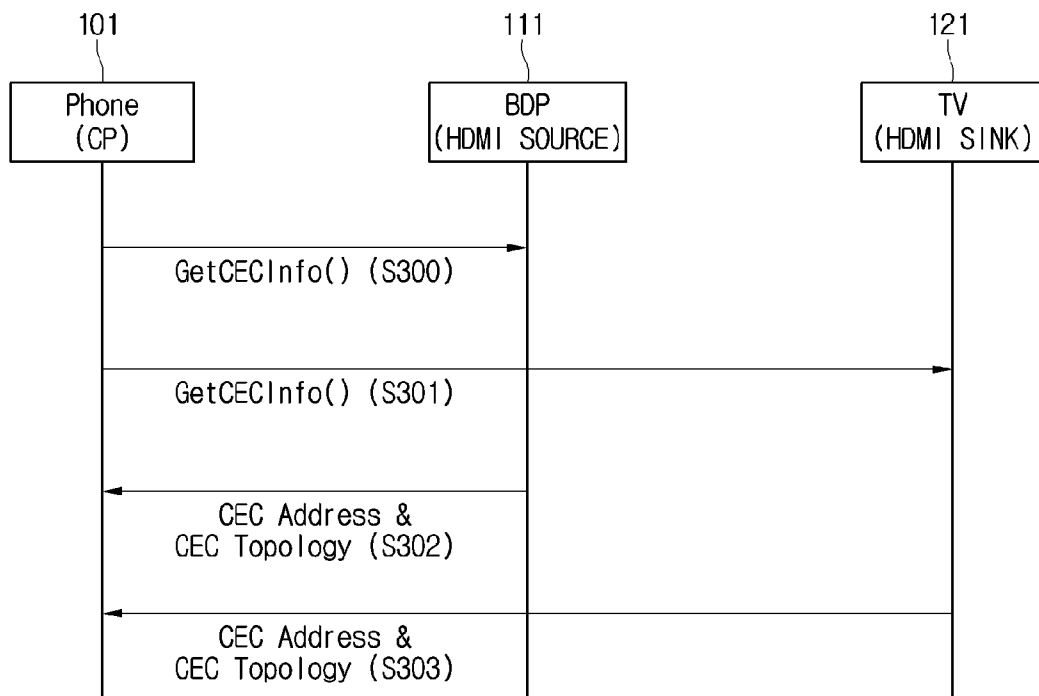 101
111
121
Phone
(CP)
BDP
(HDMI SOURCE)
TV
(HDMI SINK)
GetCECInfo() (S300)
GetCECInfo() (S301)
CEC Address &
CEC Topology (S302)
CEC Address &
CEC Topology (S303)